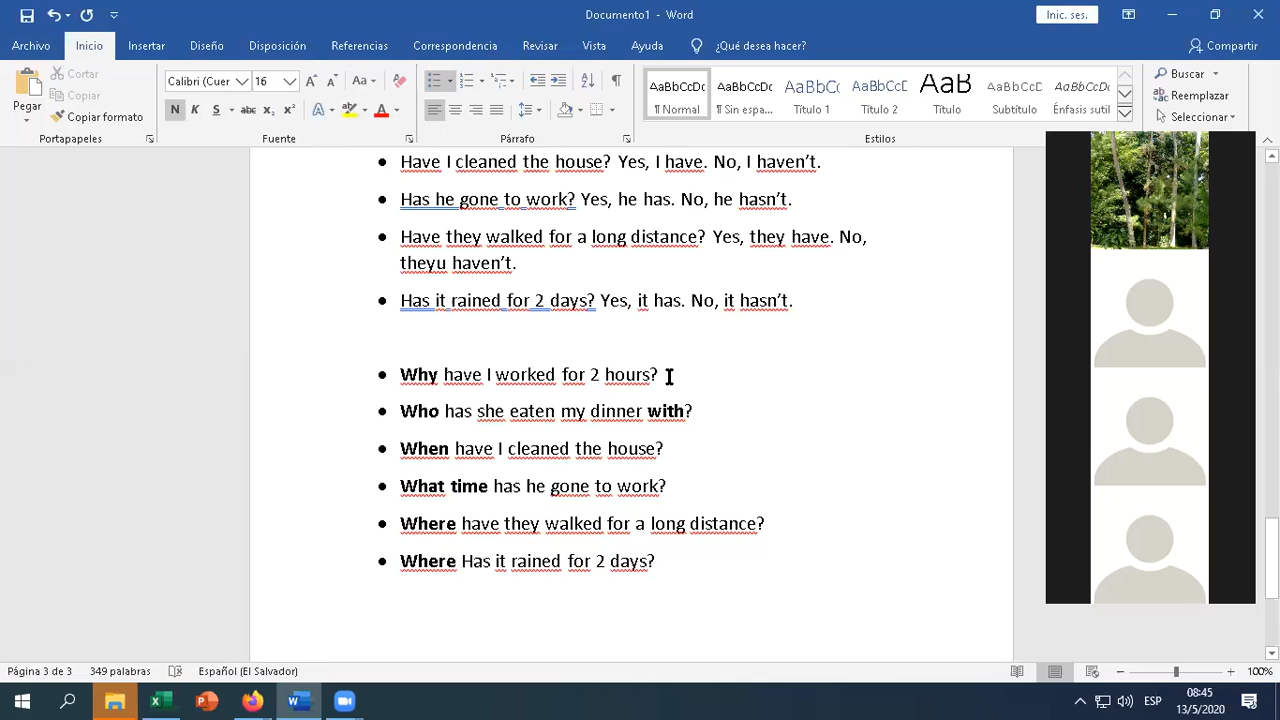 Documento1 - Word
Inic. ses.
Archivo Inicio Insertar Diseño Disposición Referencias Correspondencia Revisar Vista Ayuda ¿Qué desea hacer? Compartir
Pegar
Cortar
Copiar
Copiar formato
Portapapeles
Calibri (Cuer 16
N K S abc x₂ x²
Fuente
Párrafo
AaBbCcDc AaBbCcDc AaBbCc AaBbCcD AaB AaBbCcD AaBbCcDc
¶ Normal ¶ Sin espa... Título 1 Título 2 Título Subtítulo Énfasis sutil
Estilos
Buscar
Reemplazar
Seleccionar
• Have I cleaned the house? Yes, I have. No, I haven't.
• Has he gone to work? Yes, he has. No, he hasn't.
• Have they walked for a long distance? Yes, they have. No,
theyu haven't.
• Has it rained for 2 days? Yes, it has. No, it hasn't.
• Why have I worked for 2 hours?
• Who has she eaten my dinner with?
• When have I cleaned the house?
• What time has he gone to work?
• Where have they walked for a long distance?
• Where Has it rained for 2 days?
Página 3 de 3 349 palabras Español (El Salvador) 100%
ESP
08:45
13/5/2020